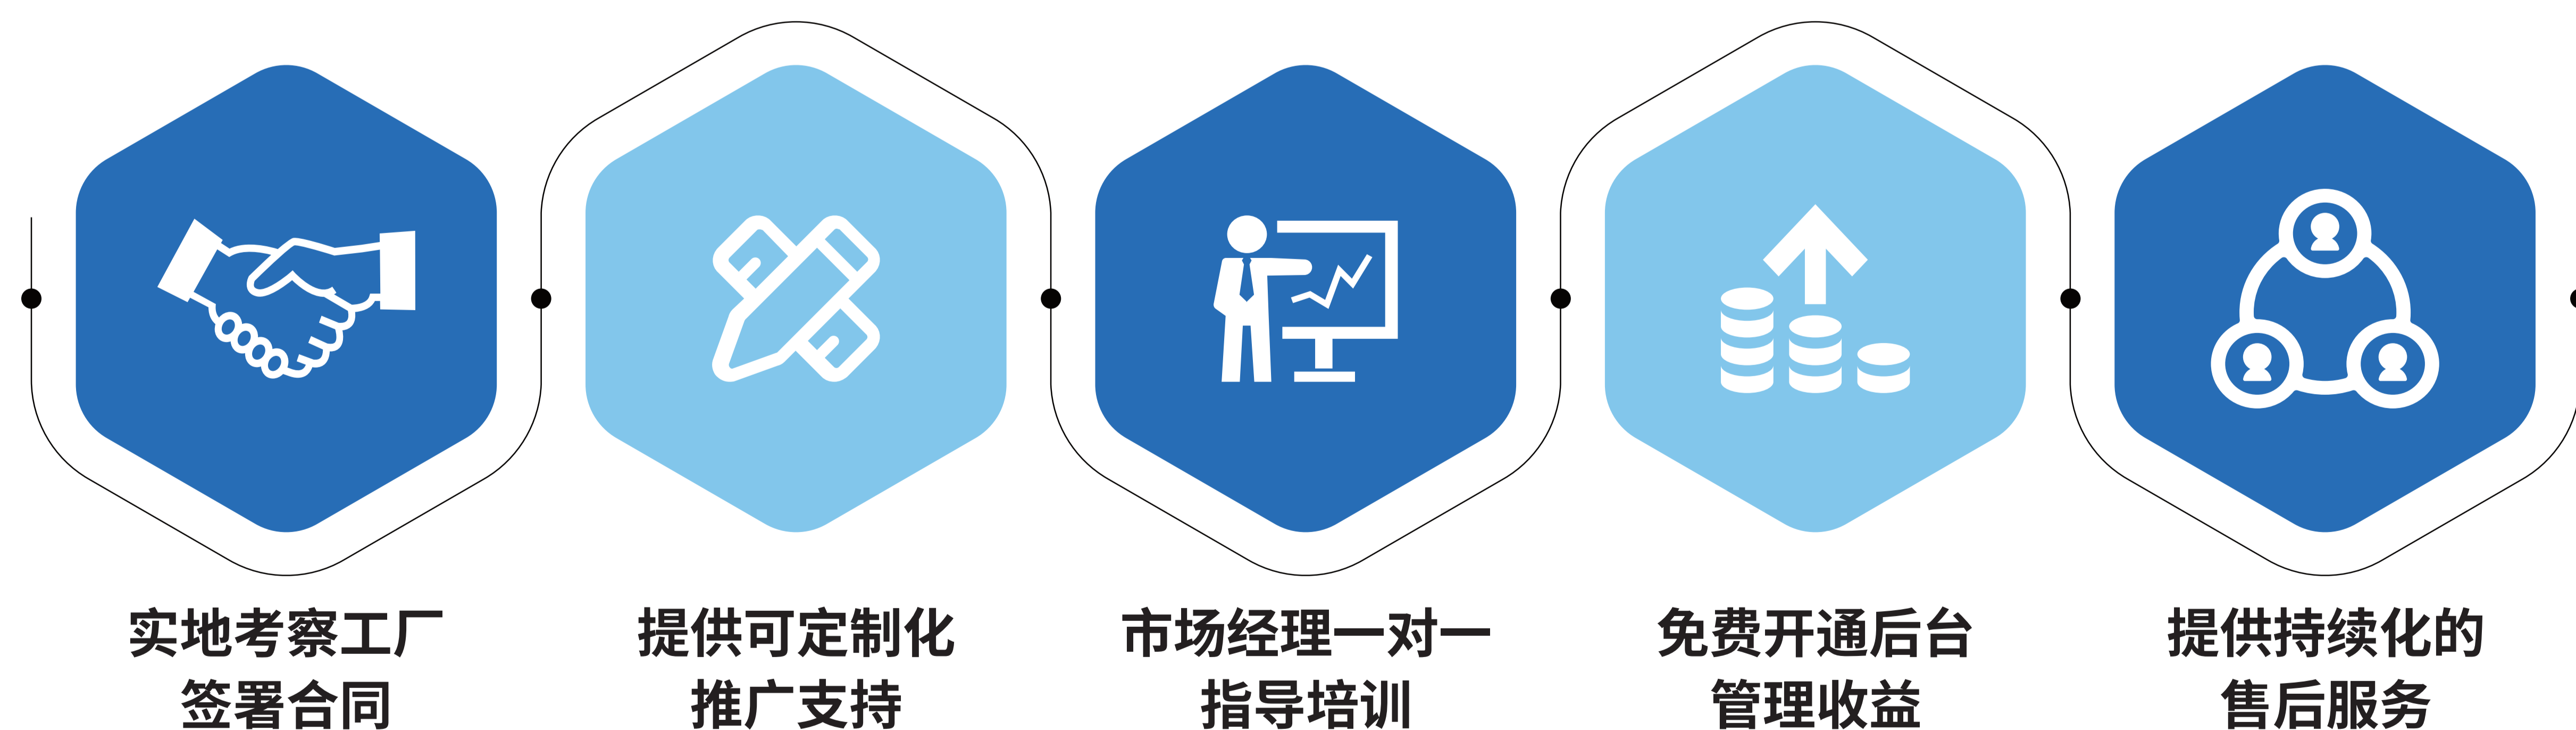 实地考察工厂
签署合同
提供可定制化
推广支持
市场经理一对一
指导培训
免费开通后台
管理收益
提供持续化的
售后服务